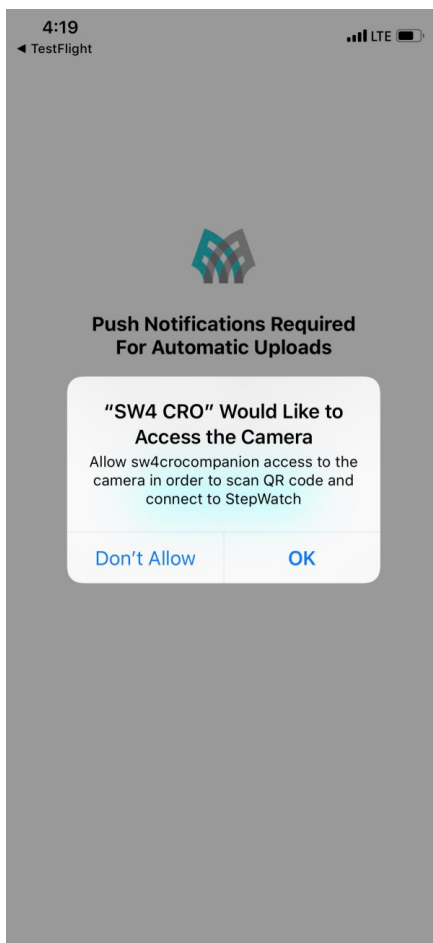 4:19
LTE
◀ TestFlight
Push Notifications Required
For Automatic Uploads
"SW4 CRO" Would Like to
Access the Camera
Allow sw4crocompanion access to the
camera in order to scan QR code and
connect to StepWatch
Don't Allow
OK